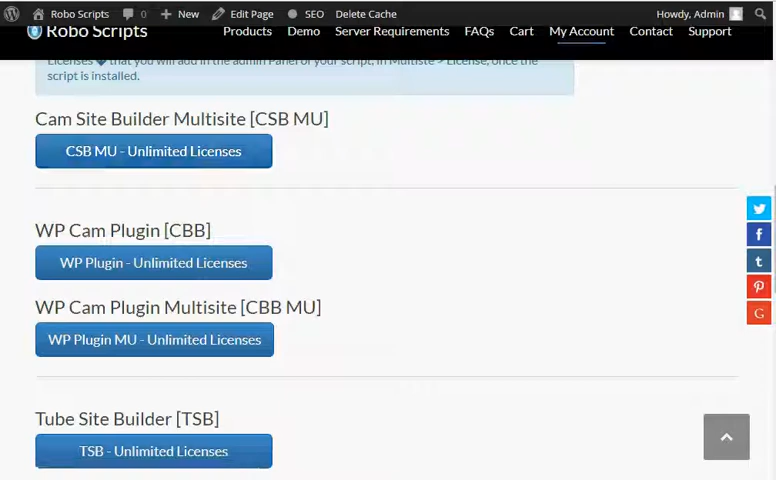 Robo Scripts 0 New Edit Page SEO Delete Cache Howdy, Admin
Robo Scripts Products Demo Server Requirements FAQs Cart My Account Contact Support
Licenses that you will add in the admin Panel of your script, in Multisite > License, once the
script is installed.
Cam Site Builder Multisite [CSB MU]
CSB MU - Unlimited Licenses
WP Cam Plugin [CBB]
WP Plugin - Unlimited Licenses
WP Cam Plugin Multisite [CBB MU]
WP Plugin MU - Unlimited Licenses
Tube Site Builder [TSB]
TSB - Unlimited Licenses